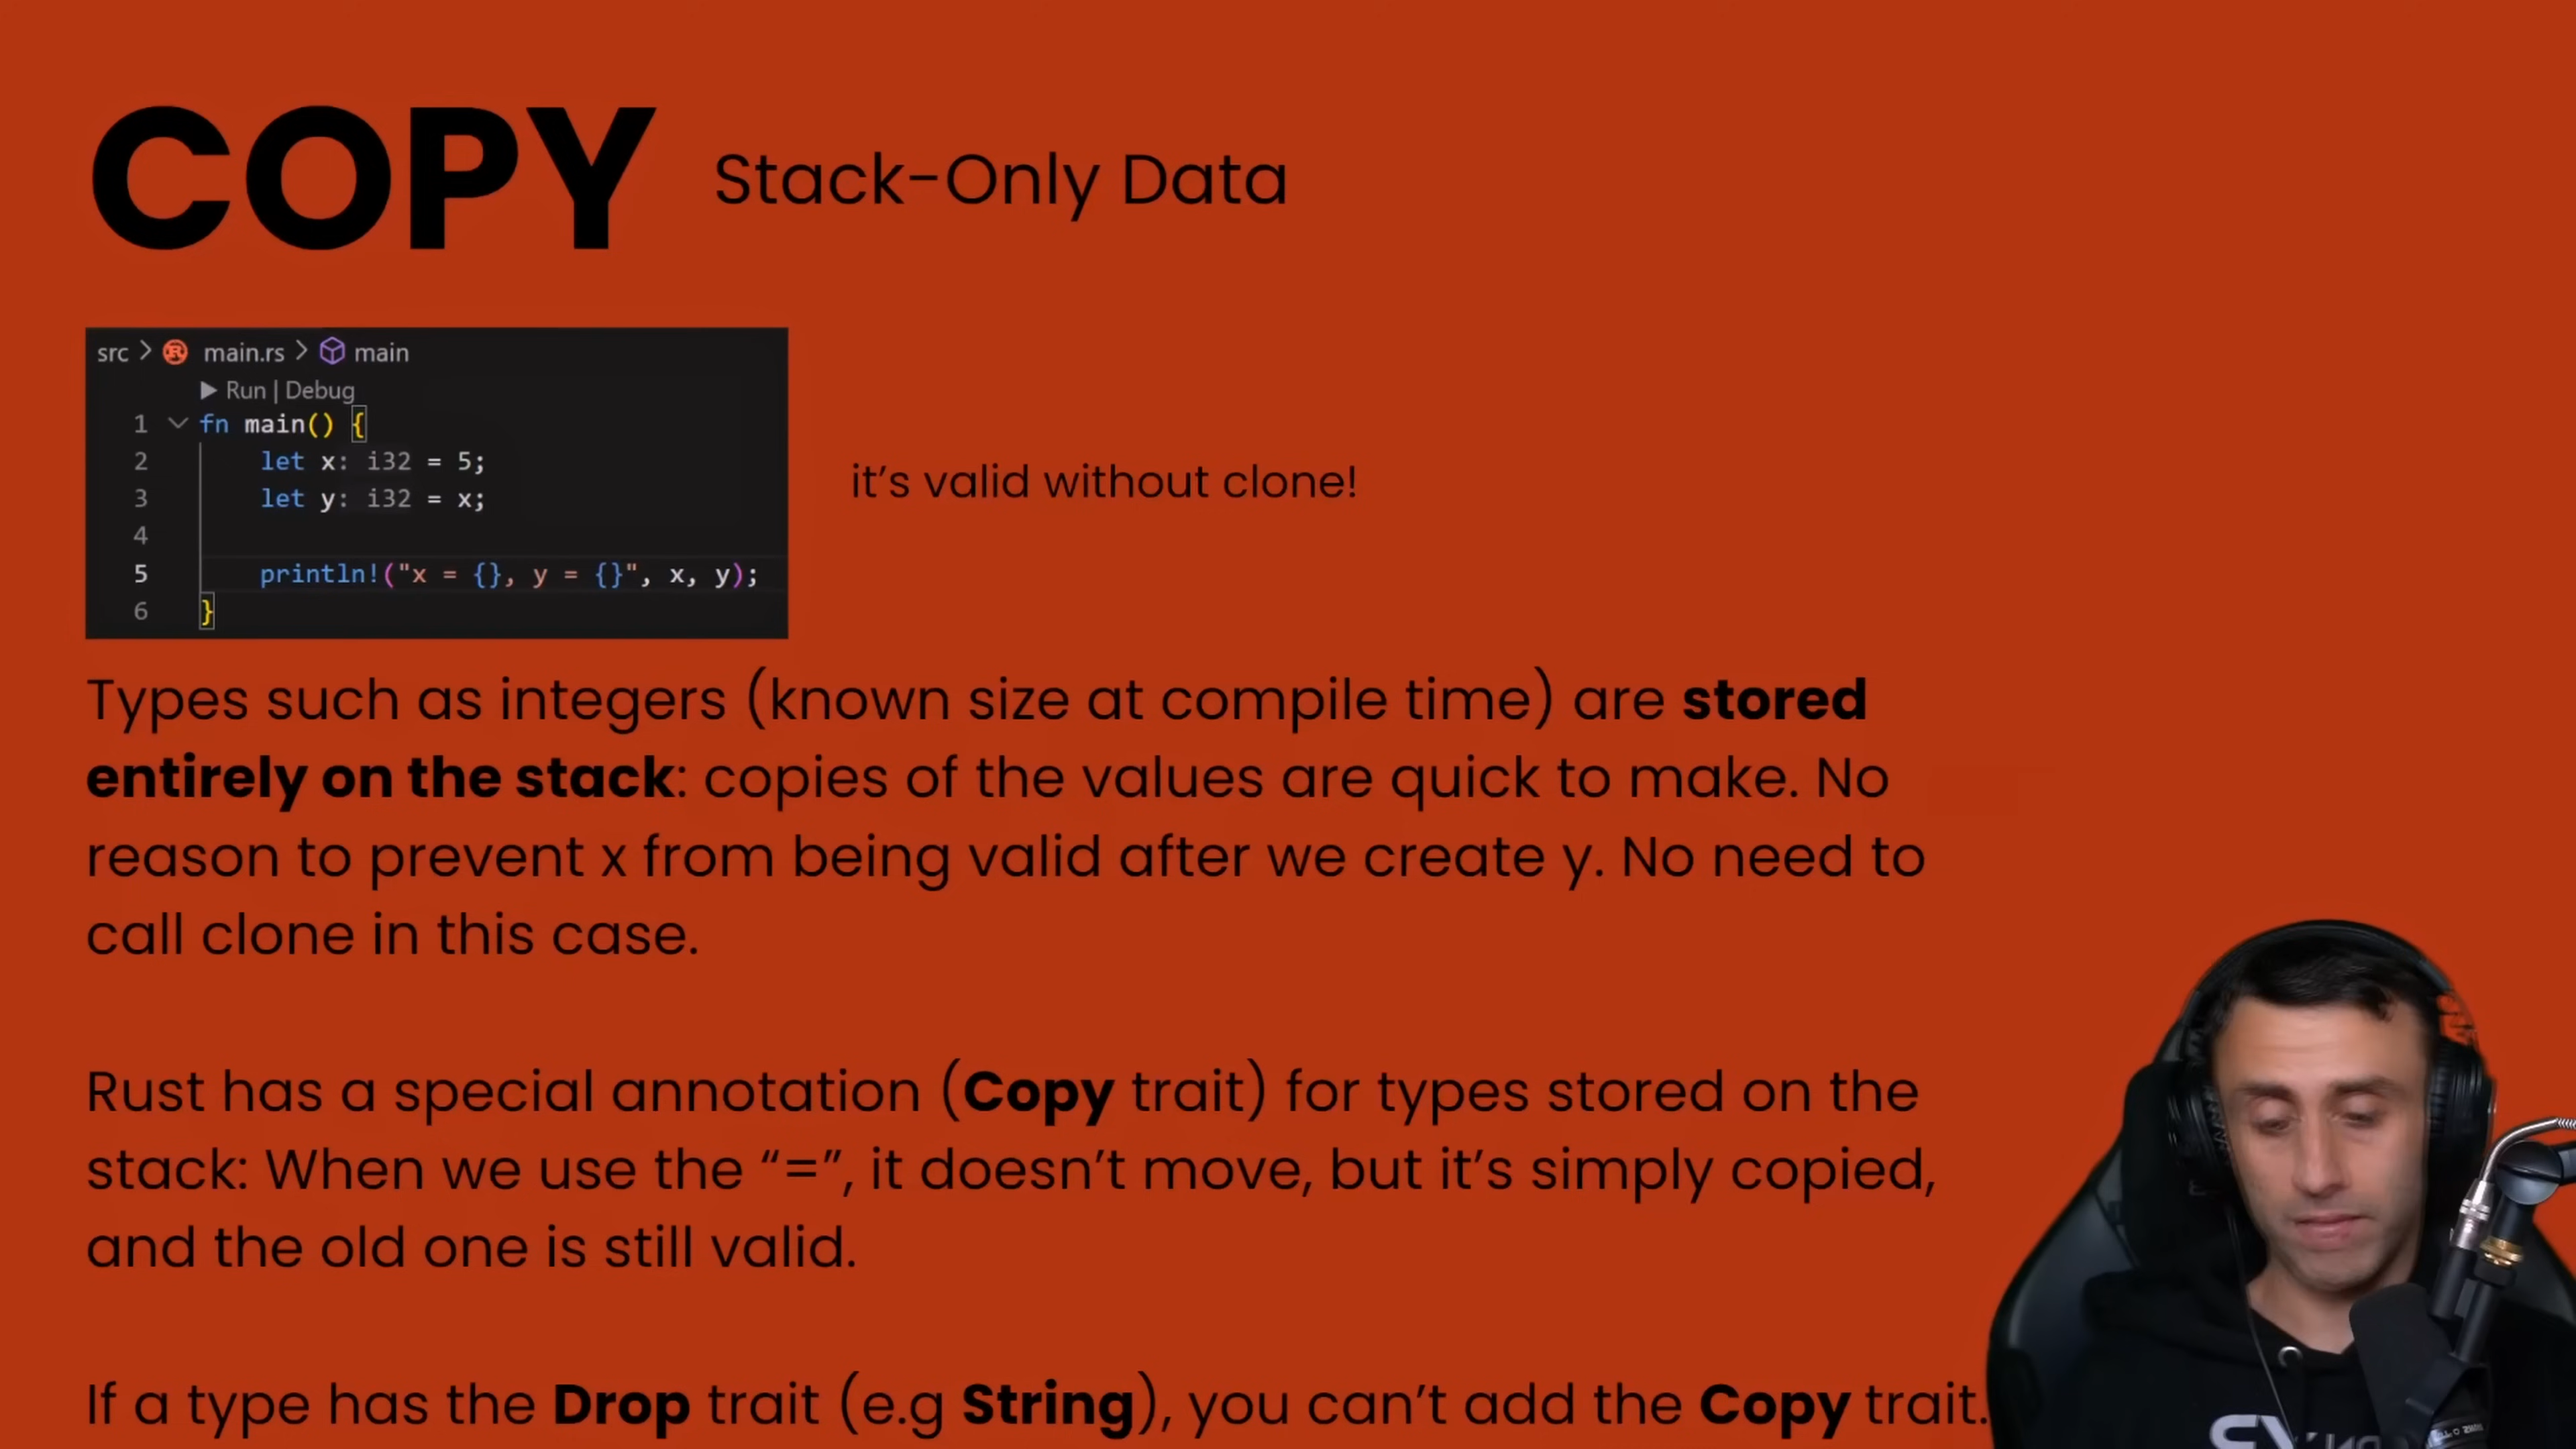 COPY Stack-Only Data
src > main.rs > main
Run | Debug
1 fn main() {
2 let x: i32 = 5;
3 let y: i32 = x;
4
5 println!("x = {}, y = {}", x, y);
6 }
it’s valid without clone!
Types such as integers (known size at compile time) are stored
entirely on the stack: copies of the values are quick to make. No
reason to prevent x from being valid after we create y. No need to
call clone in this case.
Rust has a special annotation (Copy trait) for types stored on the
stack: When we use the “=”, it doesn’t move, but it’s simply copied,
and the old one is still valid.
If a type has the Drop trait (e.g String), you can’t add the Copy trait.